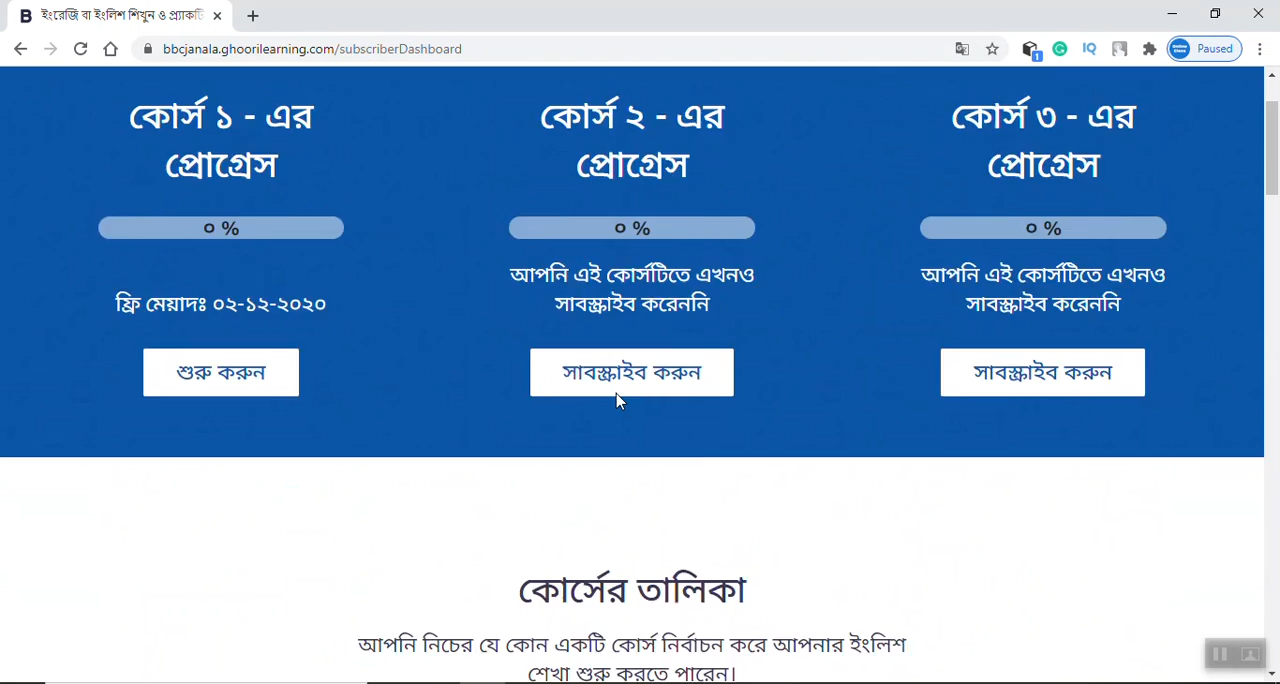 ইংরেজি বা ইংলিশ শিখুন ও প্র্যাকটি
bbcjanala.ghoorilearning.com/subscriberDashboard
1
IQ
Paused
কোর্স ১ - এর
প্রোগ্রেস
০ %
ফ্রি মেয়াদঃ ০২-১২-২০২০
শুরু করুন
কোর্স ২ - এর
প্রোগ্রেস
০ %
আপনি এই কোর্সটিতে এখনও
সাবস্ক্রাইব করেননি
সাবস্ক্রাইব করুন
কোর্স ৩ - এর
প্রোগ্রেস
০ %
আপনি এই কোর্সটিতে এখনও
সাবস্ক্রাইব করেননি
সাবস্ক্রাইব করুন
কোর্সের তালিকা
আপনি নিচের যে কোন একটি কোর্স নির্বাচন করে আপনার ইংলিশ
শেখা শুরু করতে পারেন।